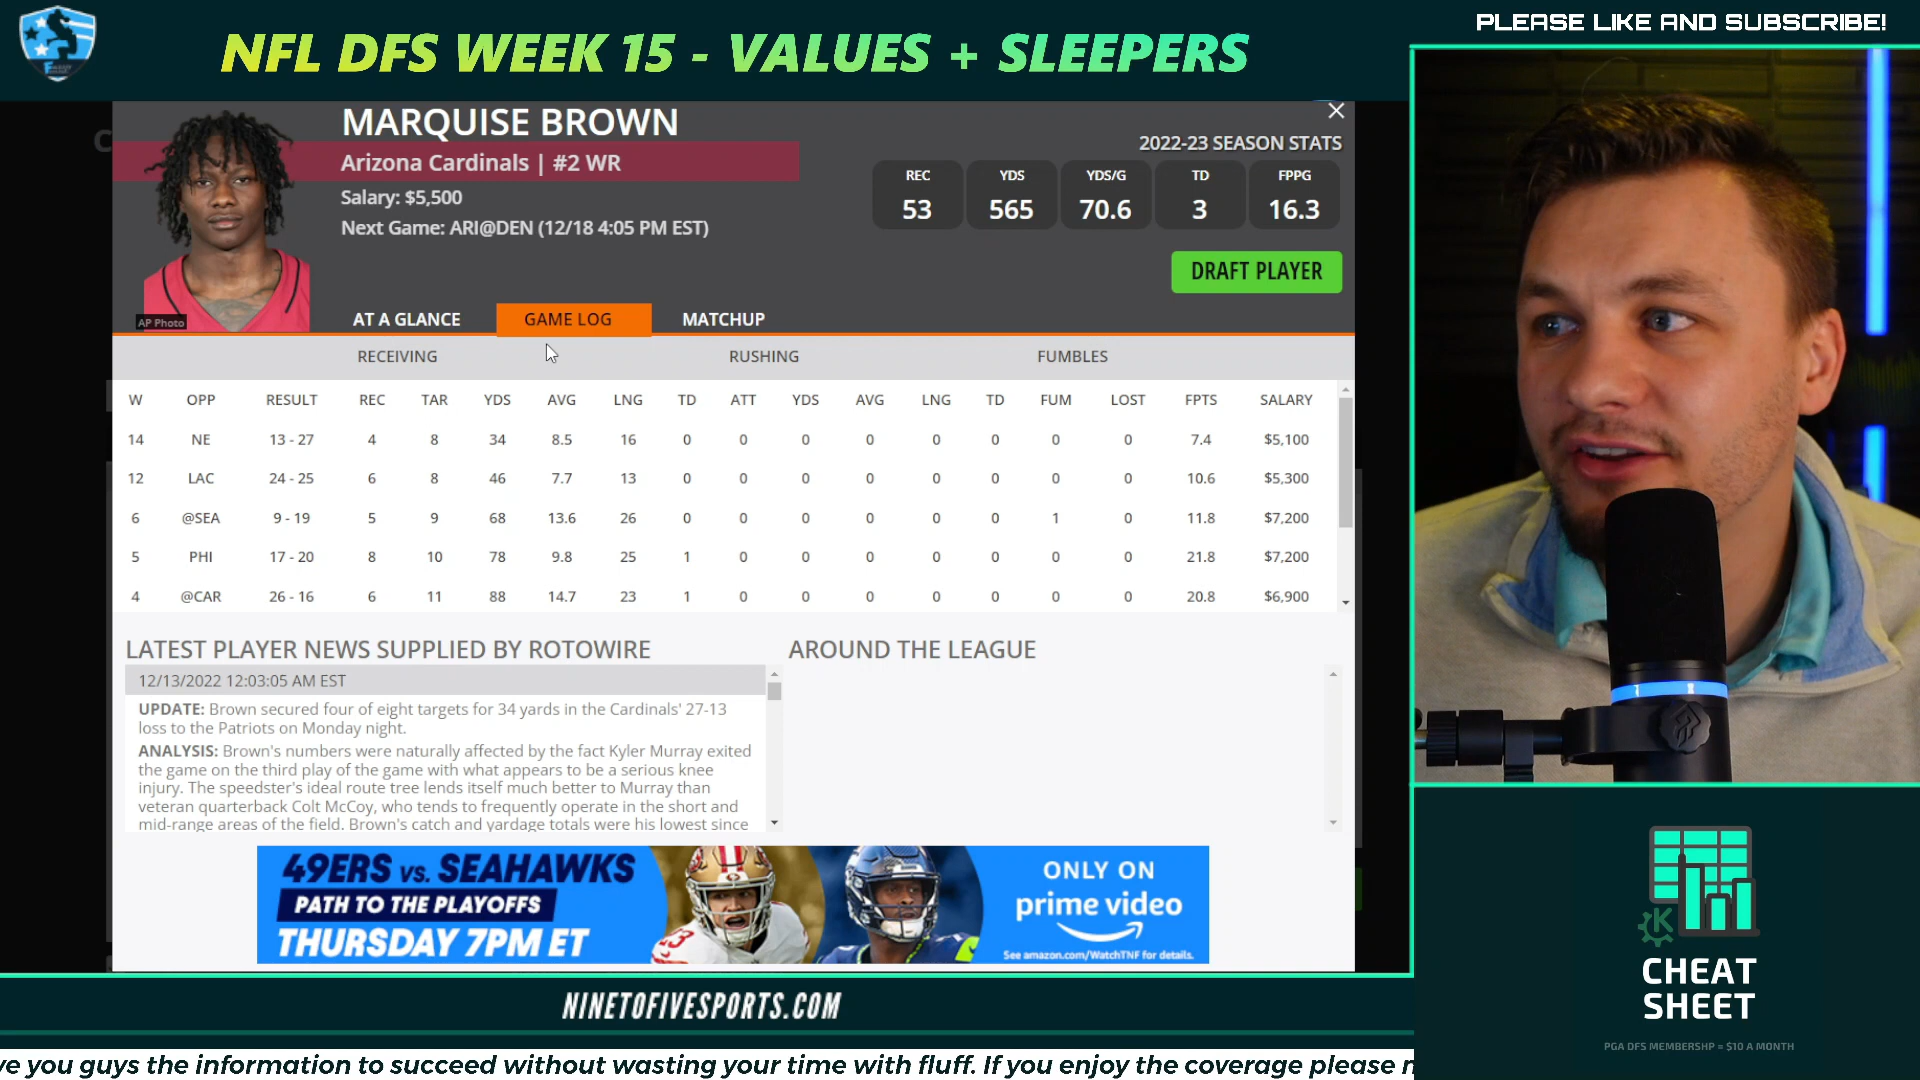 PLEASE LIKE AND SUBSCRIBE!
NFL DFS WEEK 15 - VALUES + SLEEPERS
MARQUISE BROWN
Arizona Cardinals | #2 WR
Salary: $5,500
Next Game: ARI@DEN (12/18 4:05 PM EST)
AP Photo
2022-23 SEASON STATS
REC YDS YDS/G TD FPPG
53 565 70.6 3 16.3
DRAFT PLAYER
AT A GLANCE GAME LOG MATCHUP
RECEIVING RUSHING FUMBLES
W OPP RESULT REC TAR YDS AVG LNG TD ATT YDS AVG LNG TD FUM LOST FPTS SALARY
14 NE 13 - 27 4 8 34 8.5 16 0 0 0 0 0 0 0 0 7.4 $5,100
12 LAC 24 - 25 6 8 46 7.7 13 0 0 0 0 0 0 0 0 10.6 $5,300
6 @SEA 9 - 19 5 9 68 13.6 26 0 0 0 0 0 0 1 0 11.8 $7,200
5 PHI 17 - 20 8 10 78 9.8 25 1 0 0 0 0 0 0 0 21.8 $7,200
4 @CAR 26 - 16 6 11 88 14.7 23 1 0 0 0 0 0 0 0 20.8 $6,900
LATEST PLAYER NEWS SUPPLIED BY ROTOWIRE
AROUND THE LEAGUE
12/13/2022 12:03:05 AM EST
UPDATE: Brown secured four of eight targets for 34 yards in the Cardinals' 27-13
loss to the Patriots on Monday night.
ANALYSIS: Brown's numbers were naturally affected by the fact Kyler Murray exited
the game on the third play of the game with what appears to be a serious knee
injury. The speedster's ideal route tree lends itself much better to Murray than
veteran quarterback Colt McCoy, who tends to frequently operate in the short and
mid-range areas of the field. Brown's catch and yardage totals were his lowest since
49ERS VS. SEAHAWKS
PATH TO THE PLAYOFFS
THURSDAY 7PM ET
ONLY ON
prime video
See amazon.com/WatchTNF for details.
NINETOFIVESPORTS.COM
ve you guys the information to succeed without wasting your time with fluff. If you enjoy the coverage please
K
CHEAT
SHEET
PGA DFS MEMBERSHP = $10 A MONTH